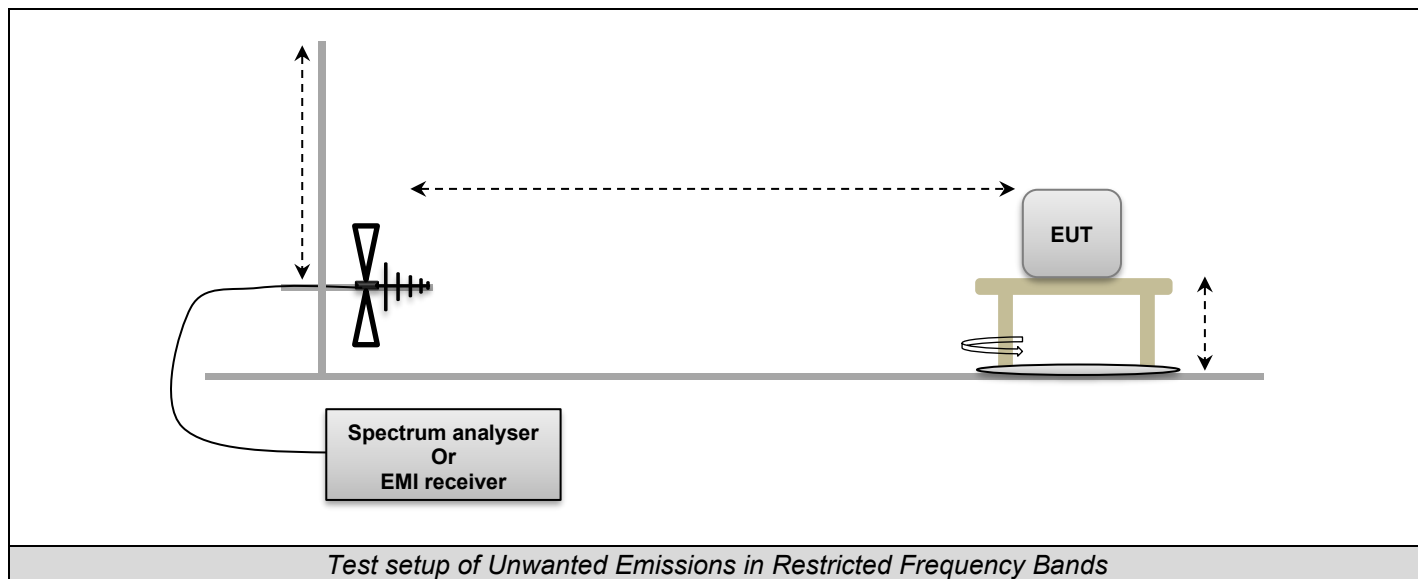 EUT
Spectrum analyser
Or
EMI receiver
Test setup of Unwanted Emissions in Restricted Frequency Bands